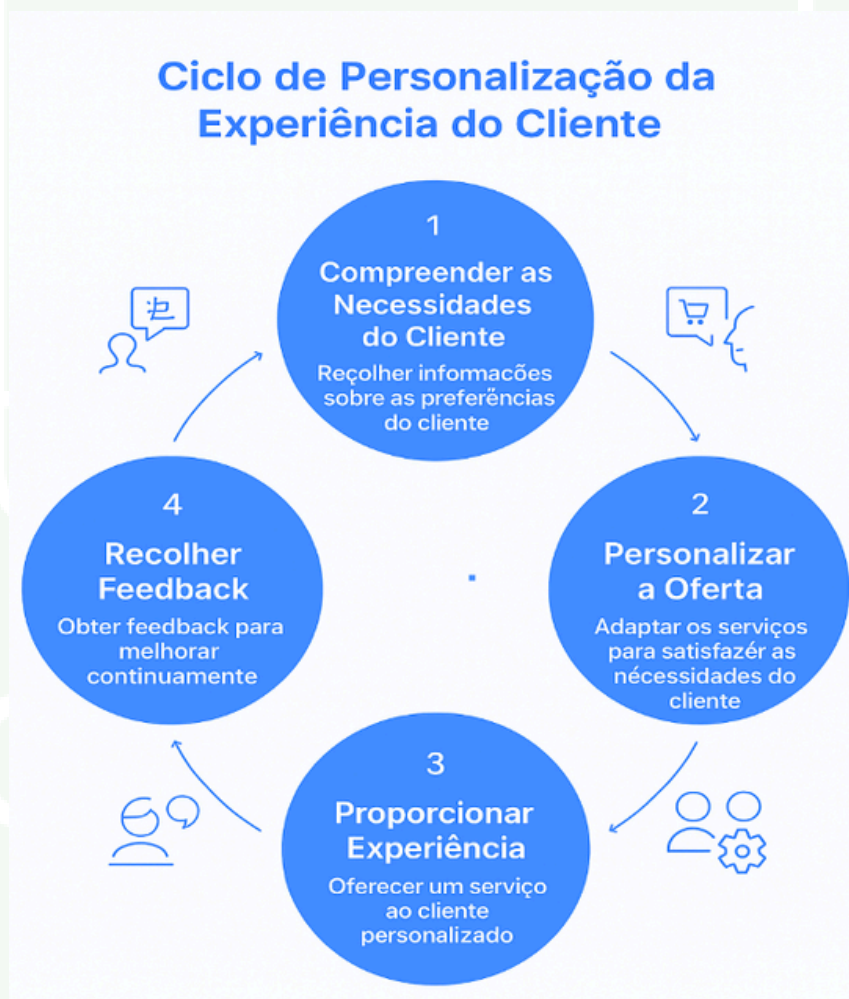 Ciclo de Personalização da
Experiência do Cliente
1
Compreender as
Necessidades
do Cliente
Reçolher informacões
sobre as preferências
do cliente
2
Personalizar
a Oferta
Adaptar os serviços
para satisfazér as
nécessidades do
cliente
3
Proporcionar
Experiência
Oferecer um serviço
ao cliente
personalizado
4
Recolher
Feedback
Obter feedback para
melhorar
continuamente